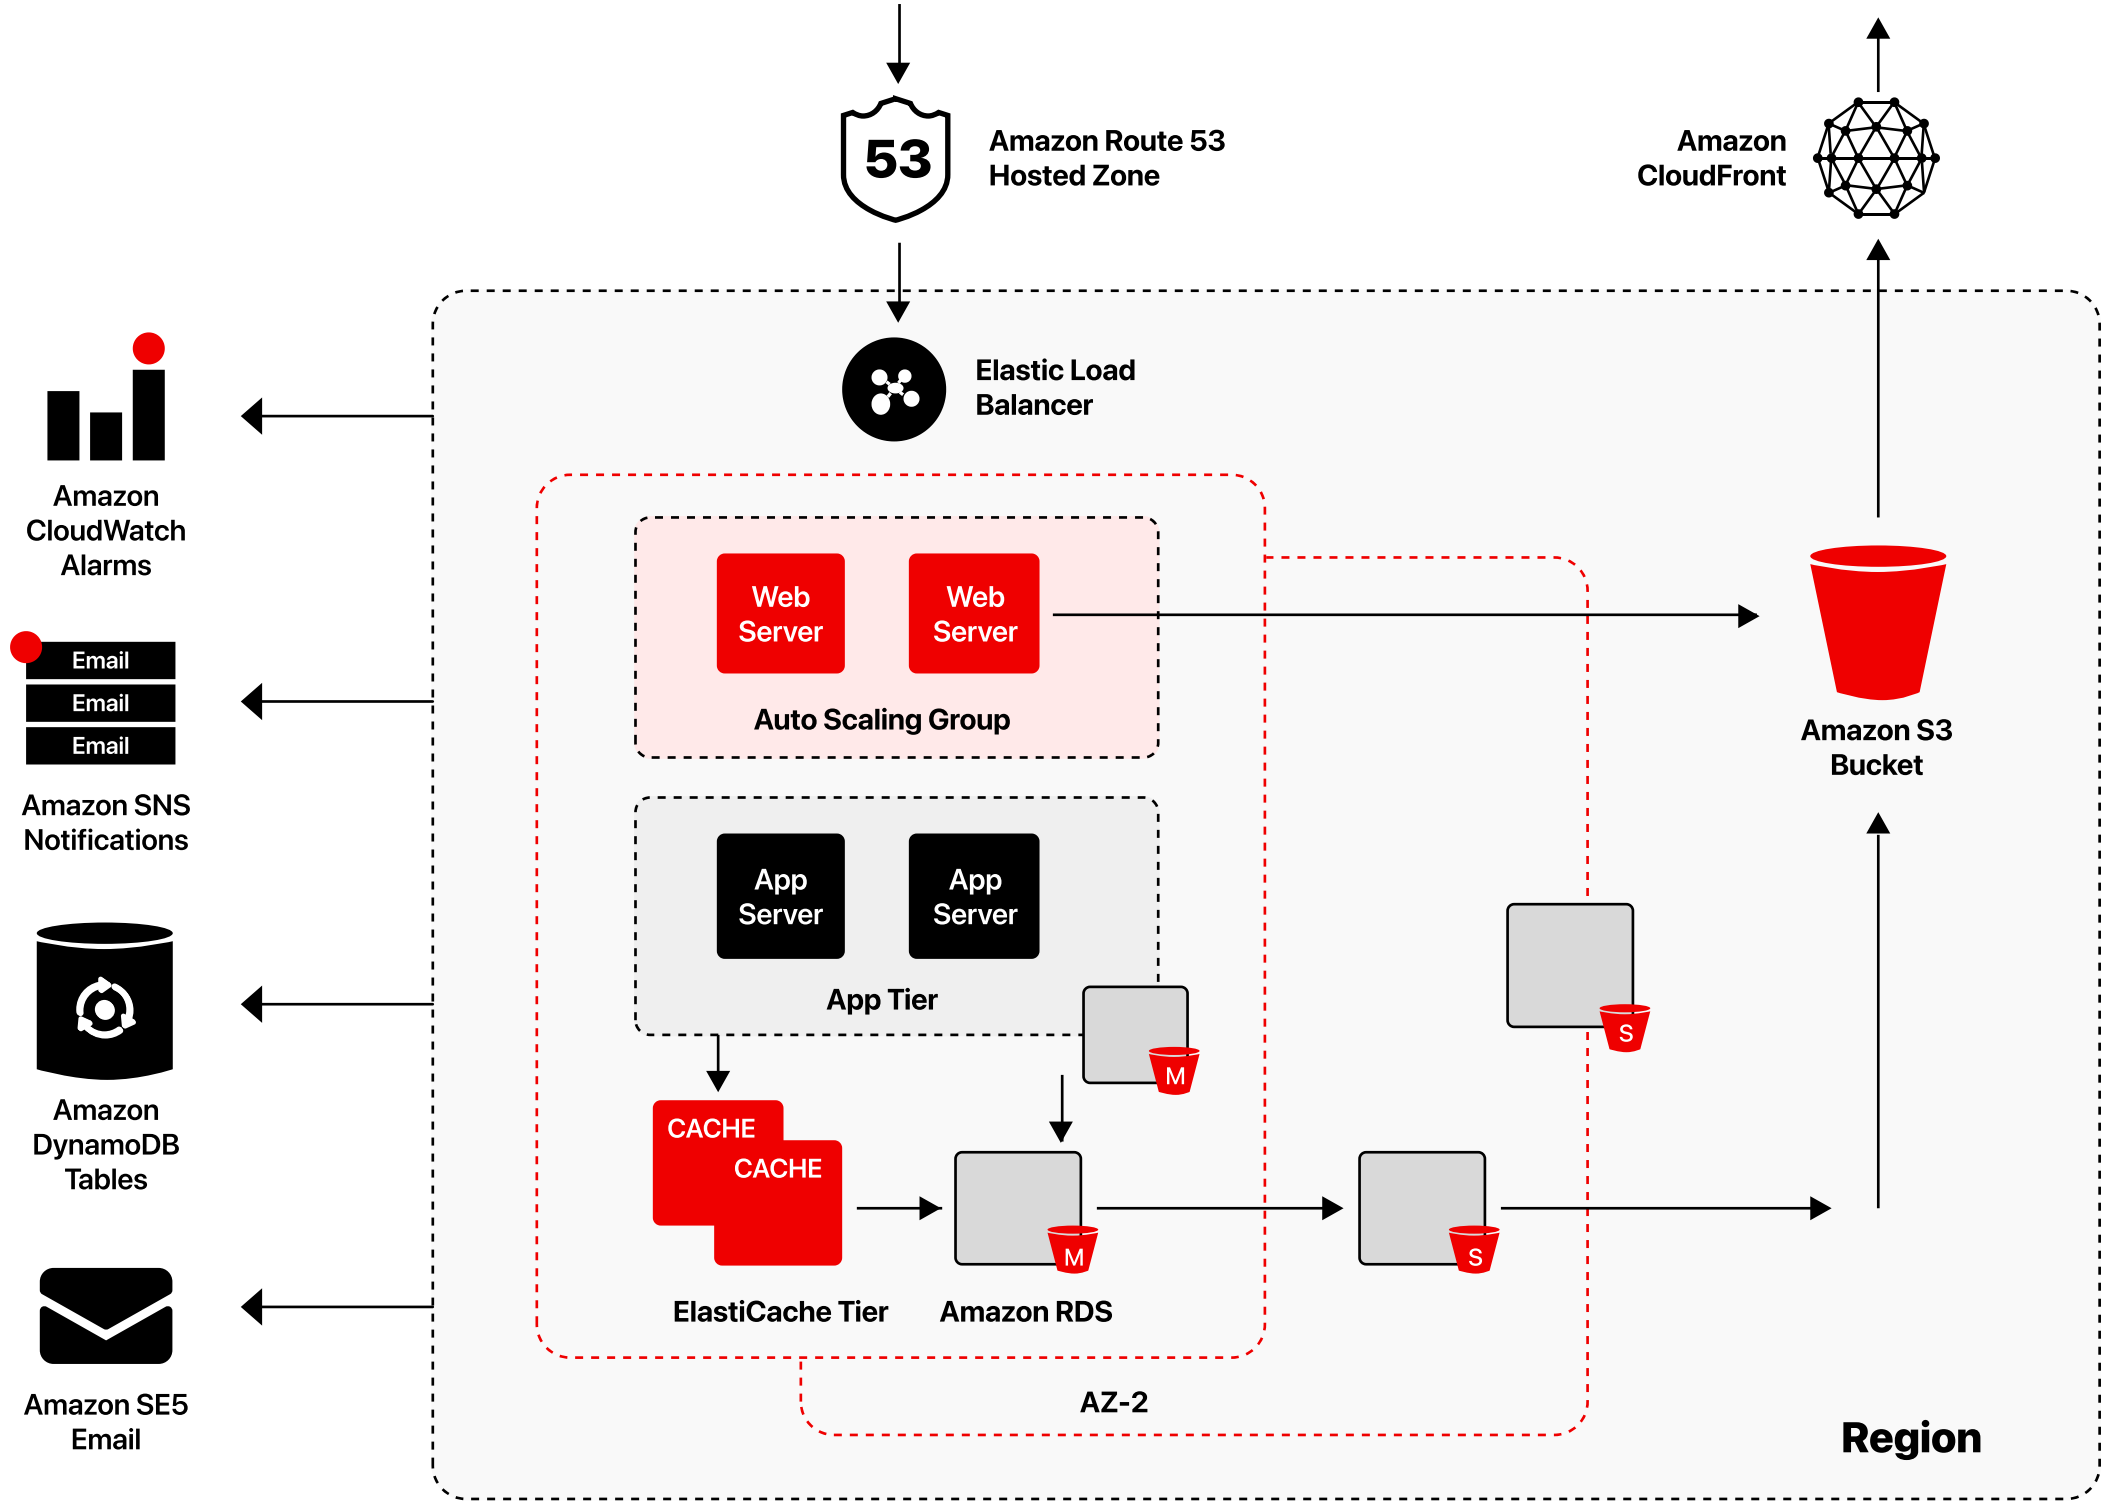 53
Amazon Route 53
Hosted Zone
Amazon
CloudFront
Elastic Load
Balancer
Amazon
CloudWatch
Alarms
Web
Server
Web
Server
Auto Scaling Group
Email
Email
Email
Amazon SNS
Notifications
Amazon S3
Bucket
App
Server
App
Server
App Tier
S
M
Amazon
DynamoDB
Tables
CACHE
CACHE
M
S
ElastiCache Tier
Amazon RDS
Amazon SE5
Email
AZ-2
Region